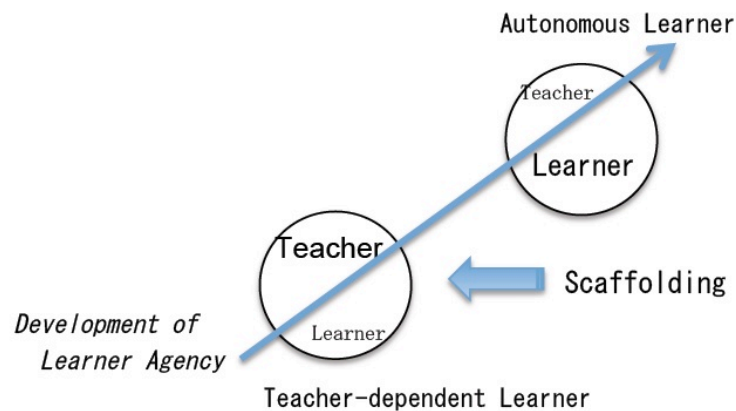 Autonomous Learner
Teacher
Learner
Teacher
Scaffolding
Learner
Development of
Learner Agency
Teacher-dependent Learner